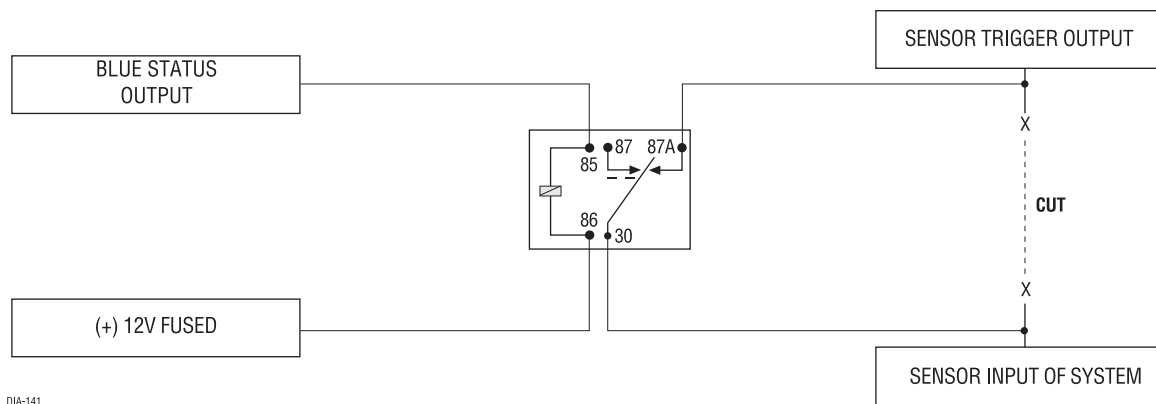 SENSOR TRIGGER OUTPUT
BLUE STATUS
OUTPUT
X
87
87A
85
CUT
86
30
X
(+) 12V FUSED
SENSOR INPUT OF SYSTEM
DIA-141